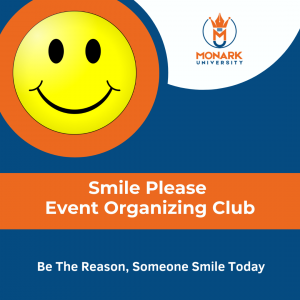 MONARK
UNIVERSITY
Smile Please
Event Organizing Club
Be The Reason, Someone Smile Today